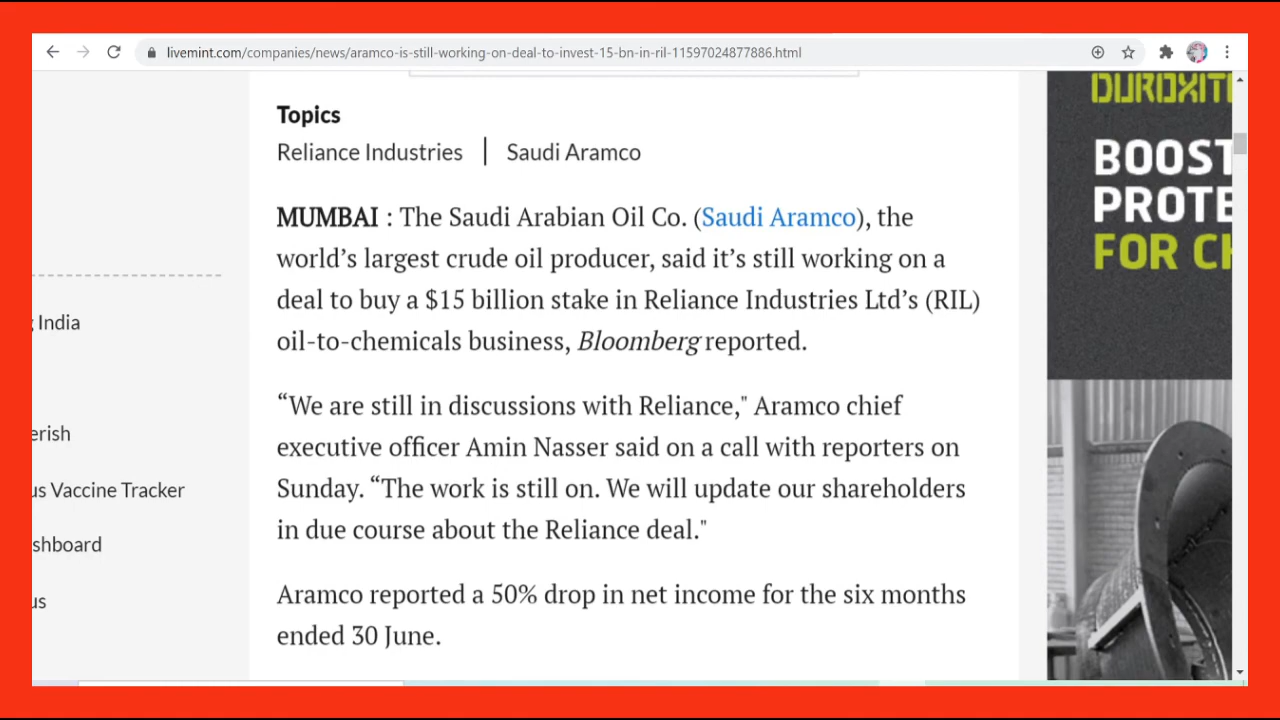 livemint.com/companies/news/aramco-is-still-working-on-deal-to-invest-15-bn-in-ril-11597024877886.html
Topics
Reliance Industries | Saudi Aramco
MUMBAI : The Saudi Arabian Oil Co. (Saudi Aramco), the
world’s largest crude oil producer, said it’s still working on a
deal to buy a $15 billion stake in Reliance Industries Ltd’s (RIL)
oil-to-chemicals business, Bloomberg reported.
“We are still in discussions with Reliance," Aramco chief
executive officer Amin Nasser said on a call with reporters on
Sunday. “The work is still on. We will update our shareholders
in due course about the Reliance deal."
Aramco reported a 50% drop in net income for the six months
ended 30 June.
India
erish
us Vaccine Tracker
shboard
us
BOOST
PROTE
FOR CH